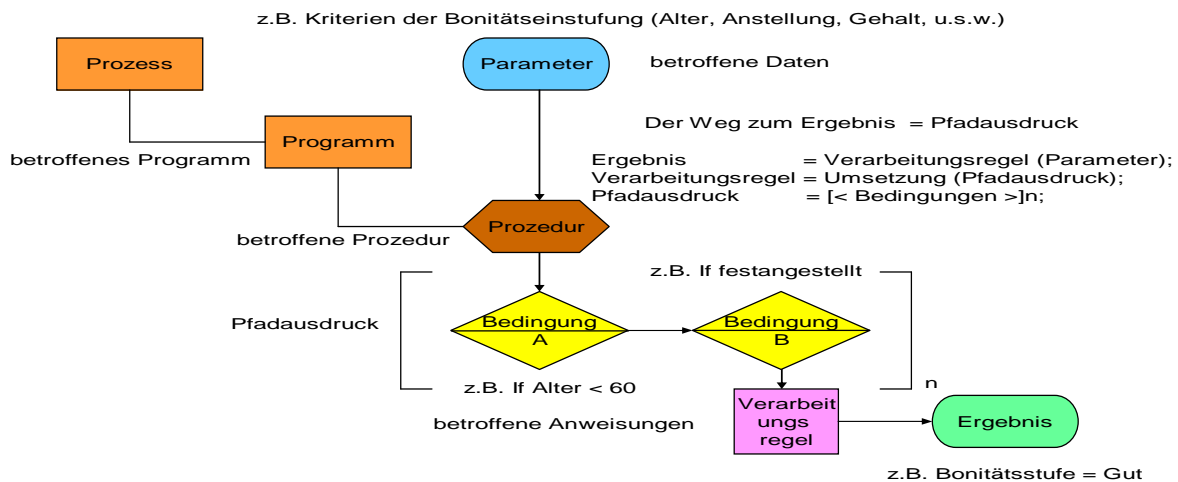 z.B. Kriterien der Bonitätseinstufung (Alter, Anstellung, Gehalt, u.s.w.)
Prozess
Parameter
betroffene Daten
Programm
Der Weg zum Ergebnis = Pfadausdruck
betroffenes Programm
Ergebnis = Verarbeitungsregel (Parameter);
Verarbeitungsregel = Umsetzung (Pfadausdruck);
Pfadausdruck = [< Bedingungen >]n;
Prozedur
betroffene Prozedur
z.B. If festangestellt
Pfadausdruck
Bedingung
A
Bedingung
B
z.B. If Alter < 60
n
betroffene Anweisungen
Verarbeit
ungs
regel
Ergebnis
z.B. Bonitätsstufe = Gut